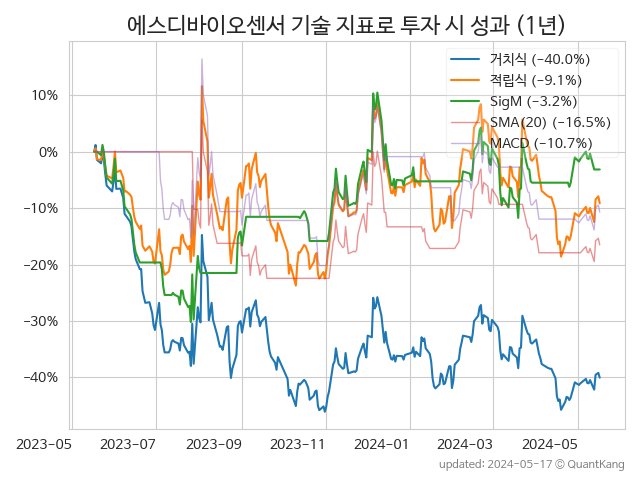 에스디바이오센서 기술 지표로 투자 시 성과 (1년)
거치식 (−40.0%)
적립식 (−9.1%)
SigM (−3.2%)
SMA(20) (−16.5%)
MACD (−10.7%)
10%
0%
−10%
−20%
−30%
−40%
2023-05 2023-07 2023-09 2023-11 2024-01 2024-03 2024-05
updated: 2024-05-17 © QuantKang